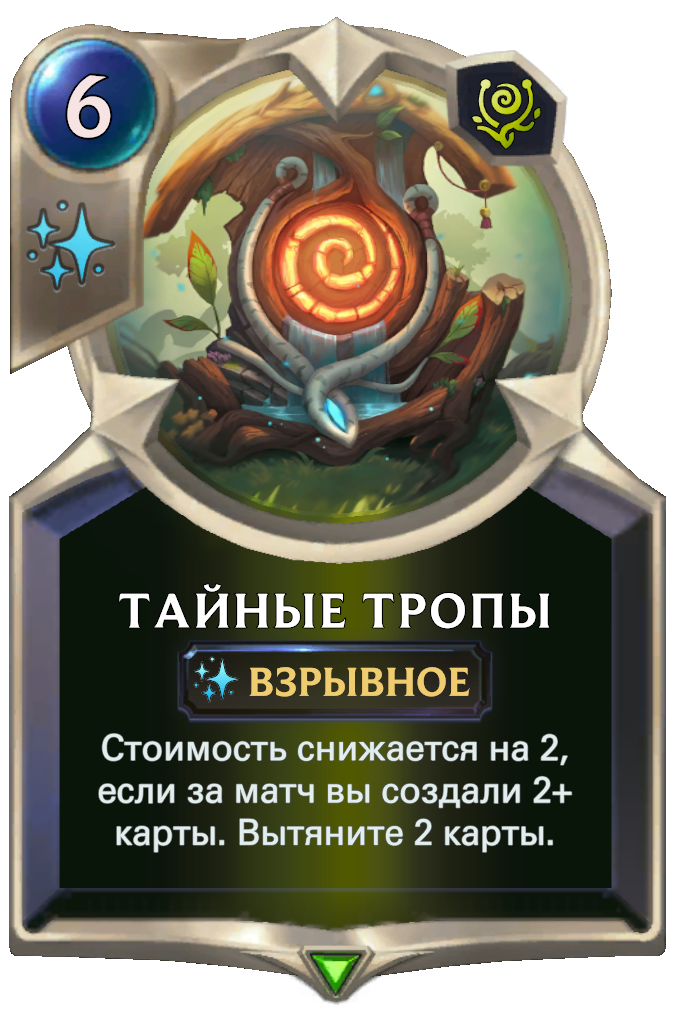 6
ТАЙНЫЕ ТРОПЫ
ВЗРЫВНОЕ
Стоимость снижается на 2,
если за матч вы создали 2+
карты. Вытяните 2 карты.